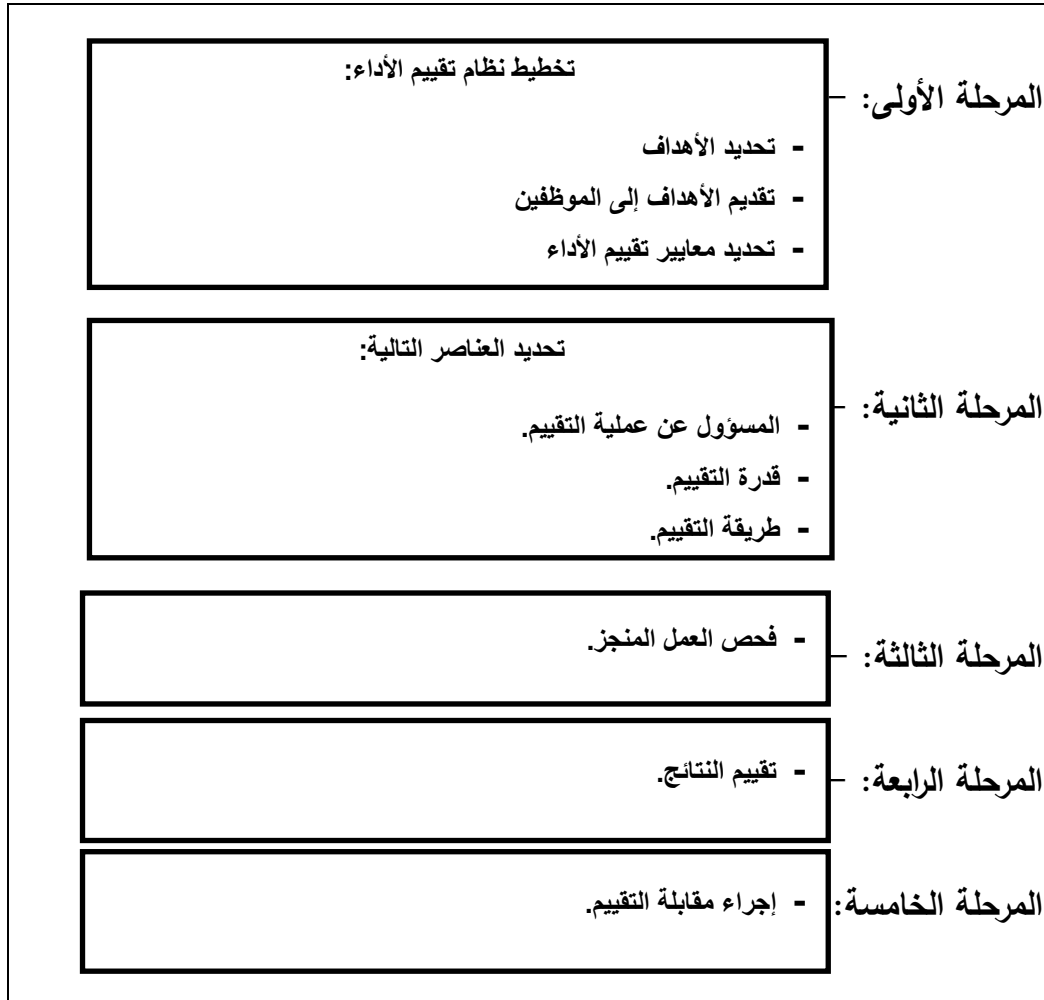 المرحلة الأولى:
تخطيط نظام تقييم الأداء:
- تحديد الأهداف
- تقديم الأهداف إلى الموظفين
- تحديد معايير تقييم الأداء
المرحلة الثانية:
تحديد العناصر التالية:
- المسؤول عن عملية التقييم.
- قدرة التقييم.
- طريقة التقييم.
المرحلة الثالثة:
- فحص العمل المنجز.
المرحلة الرابعة:
- تقييم النتائج.
المرحلة الخامسة:
- إجراء مقابلة التقييم.